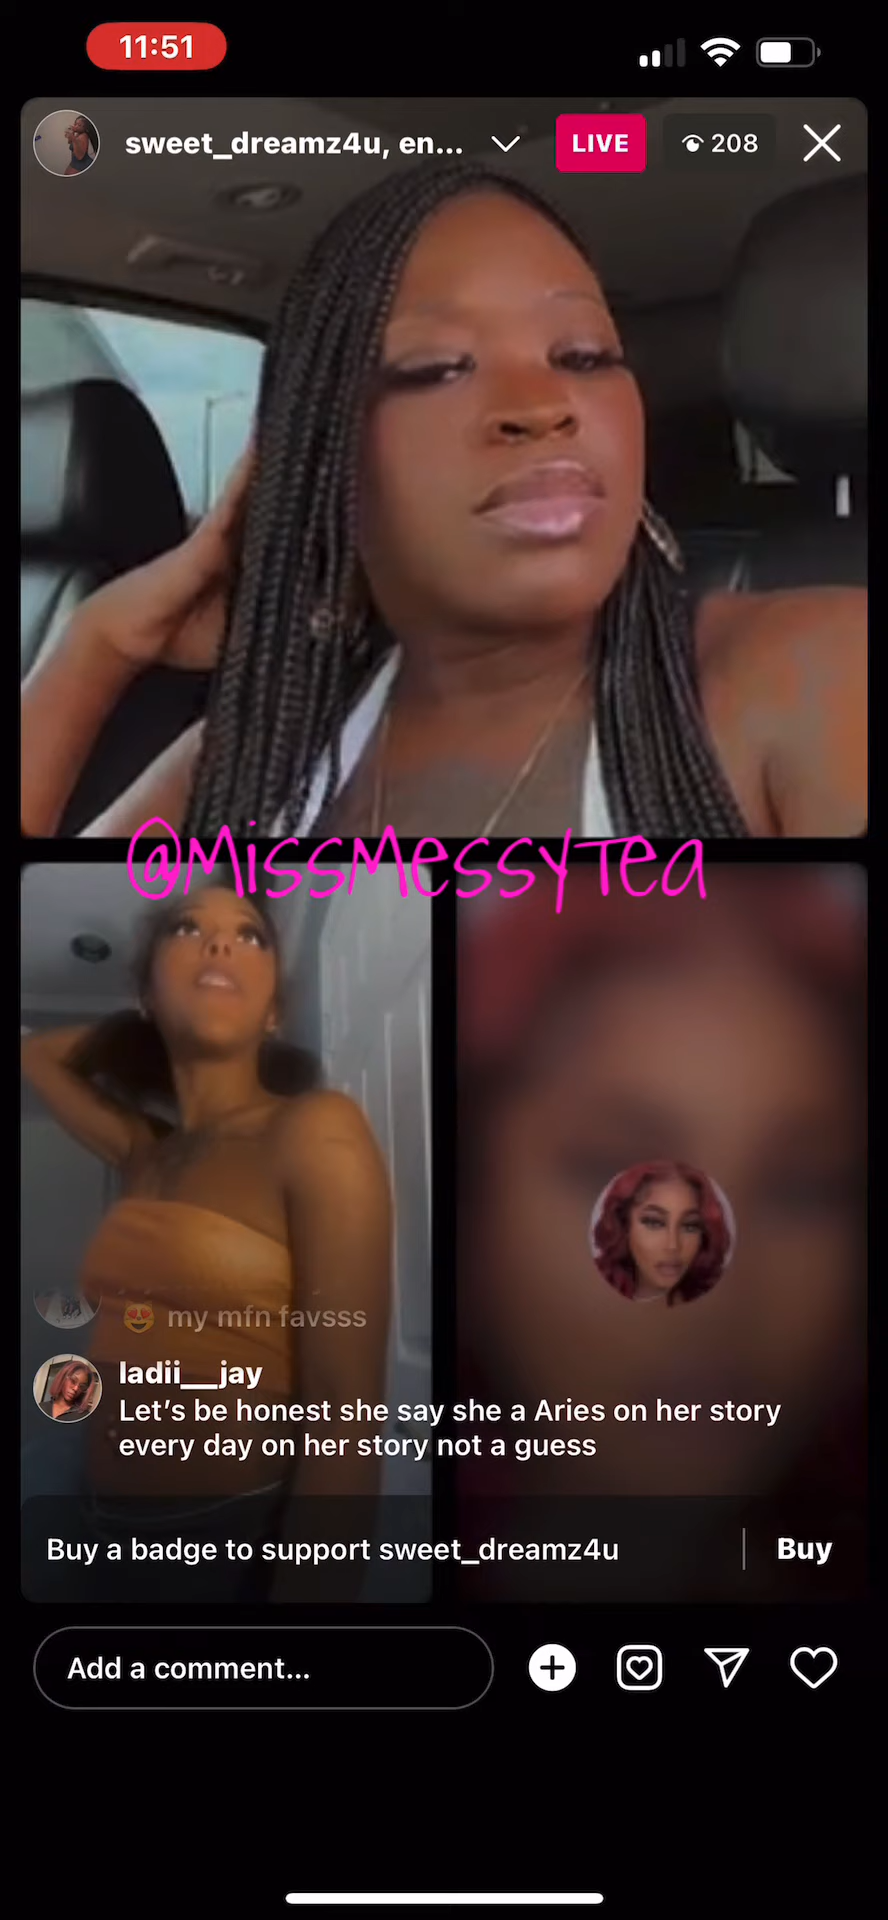 11:51
sweet_dreamz4u, en...
LIVE
208
@MissMessyTea
😻 my mfn favsss
ladii__jay
Let's be honest she say she a Aries on her story
every day on her story not a guess
Buy a badge to support sweet_dreamz4u
Buy
Add a comment...